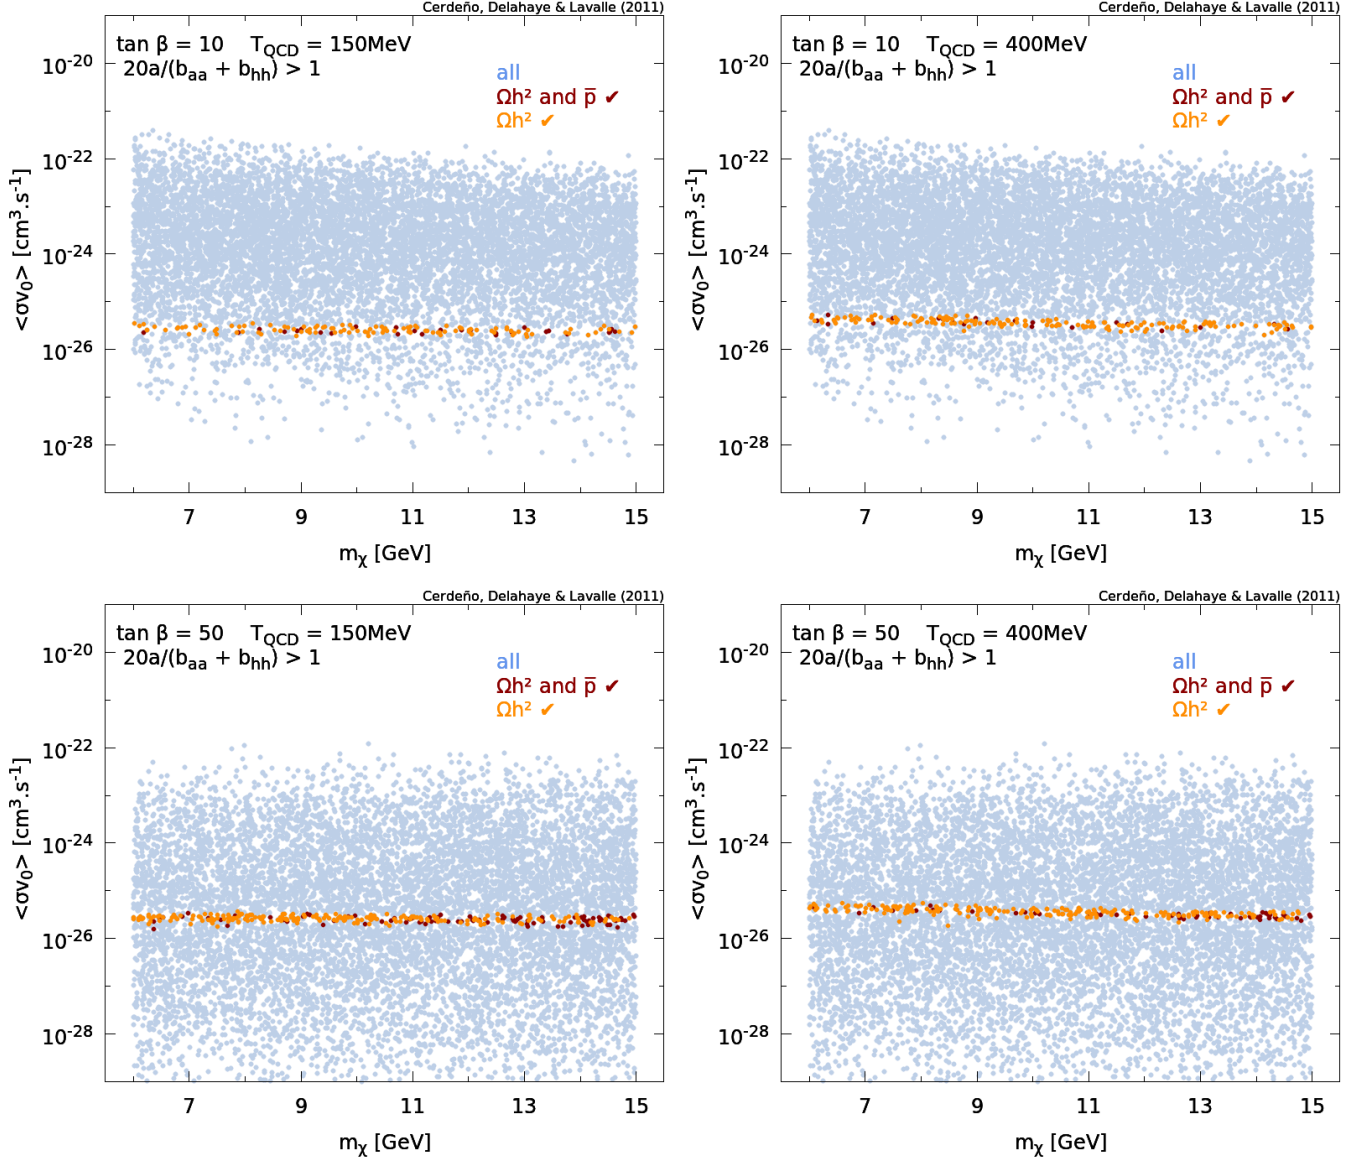 Cerdeño, Delahaye & Lavalle (2011)
tan β = 10 T_QCD = 150MeV
20a/(b_aa + b_hh) > 1
all
Ωh² and p̅ ✔
Ωh² ✔
10^-20
10^-22
10^-24
10^-26
10^-28
<σv₀> [cm³.s^-1]
7 9 11 13 15
m_χ [GeV]
Cerdeño, Delahaye & Lavalle (2011)
tan β = 10 T_QCD = 400MeV
20a/(b_aa + b_hh) > 1
all
Ωh² and p̅ ✔
Ωh² ✔
10^-20
10^-22
10^-24
10^-26
10^-28
<σv₀> [cm³.s^-1]
7 9 11 13 15
m_χ [GeV]
Cerdeño, Delahaye & Lavalle (2011)
tan β = 50 T_QCD = 150MeV
20a/(b_aa + b_hh) > 1
all
Ωh² and p̅ ✔
Ωh² ✔
10^-20
10^-22
10^-24
10^-26
10^-28
<σv₀> [cm³.s^-1]
7 9 11 13 15
m_χ [GeV]
Cerdeño, Delahaye & Lavalle (2011)
tan β = 50 T_QCD = 400MeV
20a/(b_aa + b_hh) > 1
all
Ωh² and p̅ ✔
Ωh² ✔
10^-20
10^-22
10^-24
10^-26
10^-28
<σv₀> [cm³.s^-1]
7 9 11 13 15
m_χ [GeV]